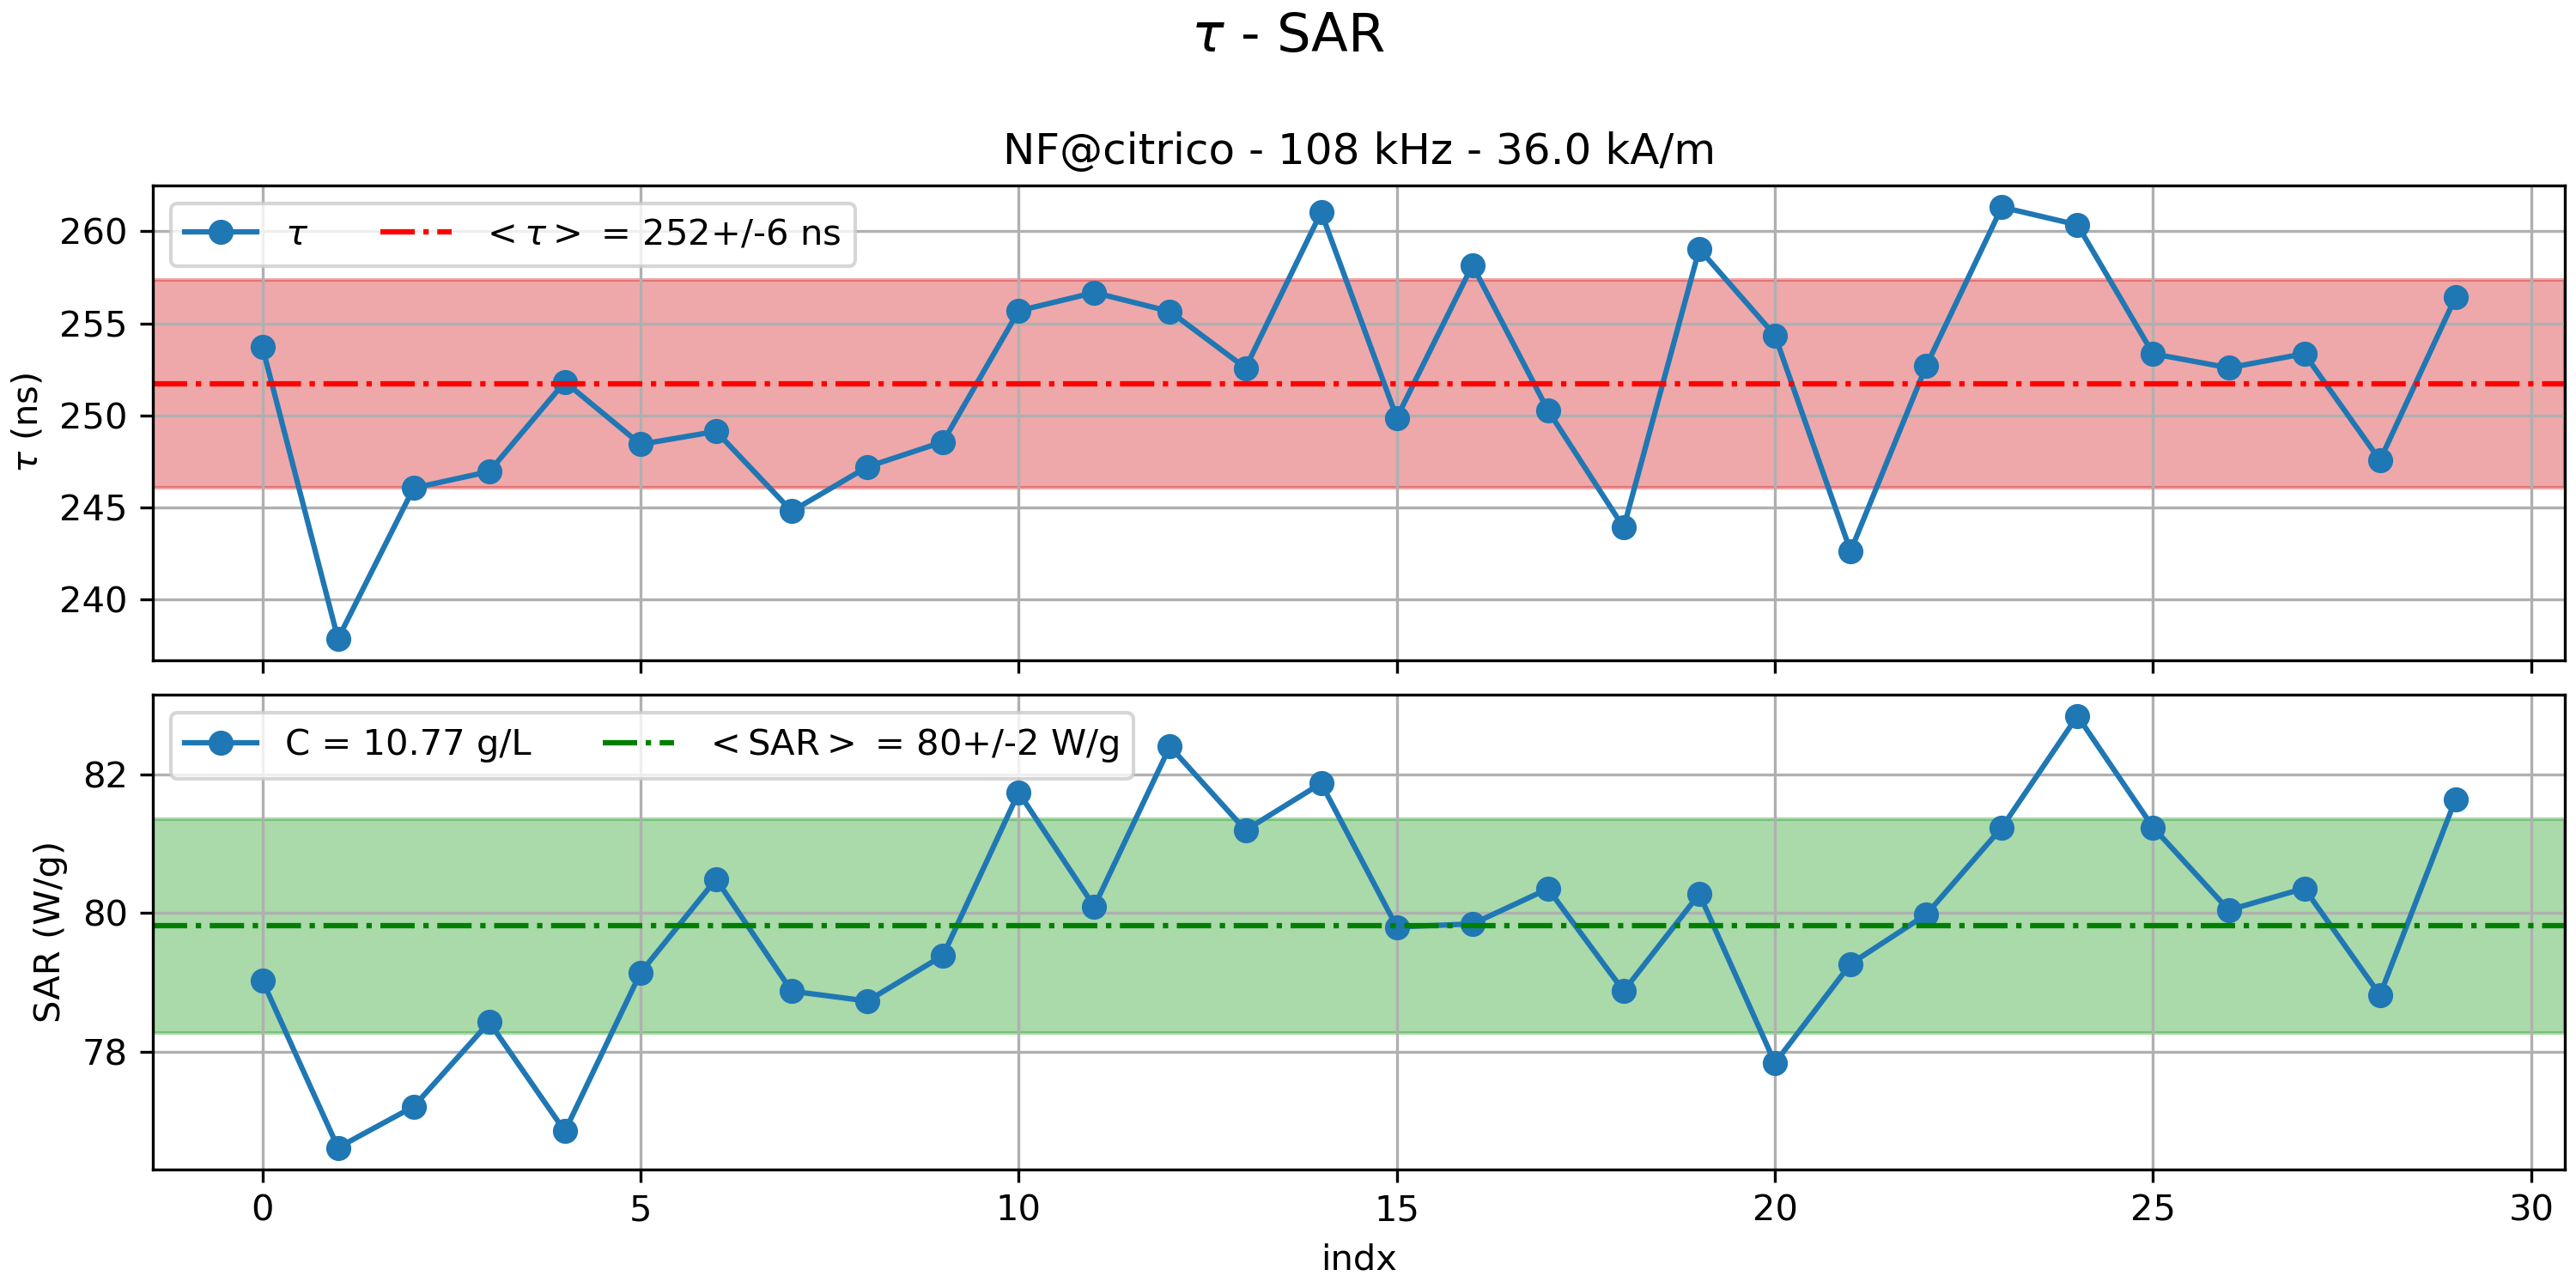 τ - SAR
NF@citrico - 108 kHz - 36.0 kA/m
τ <τ> = 252+/-6 ns
τ (ns)
260
255
250
245
240
C = 10.77 g/L <SAR> = 80+/-2 W/g
SAR (W/g)
82
80
78
0 5 10 15 20 25 30
indx